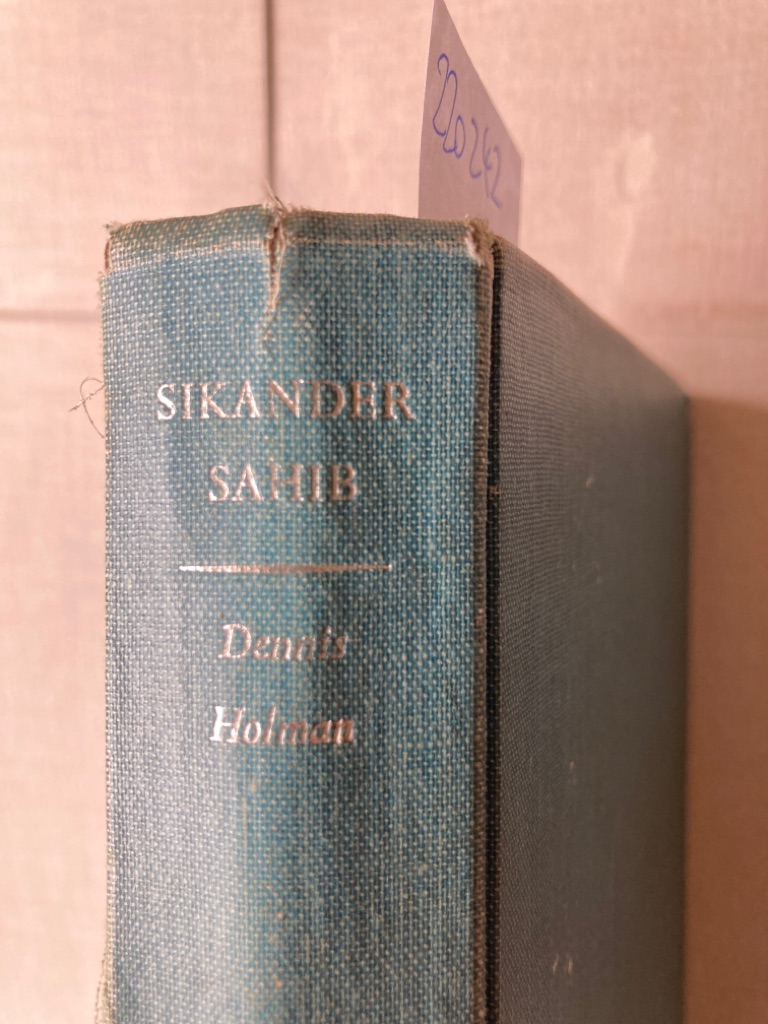 220242
SIKANDER
SAHIB
Dennis
Holman